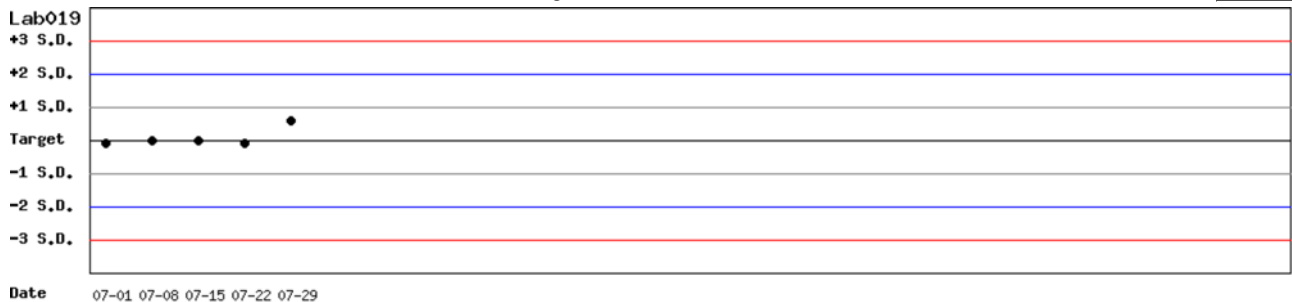 Lab019
+3 S.D.
+2 S.D.
+1 S.D.
Target
-1 S.D.
-2 S.D.
-3 S.D.
Date 07-01 07-08 07-15 07-22 07-29